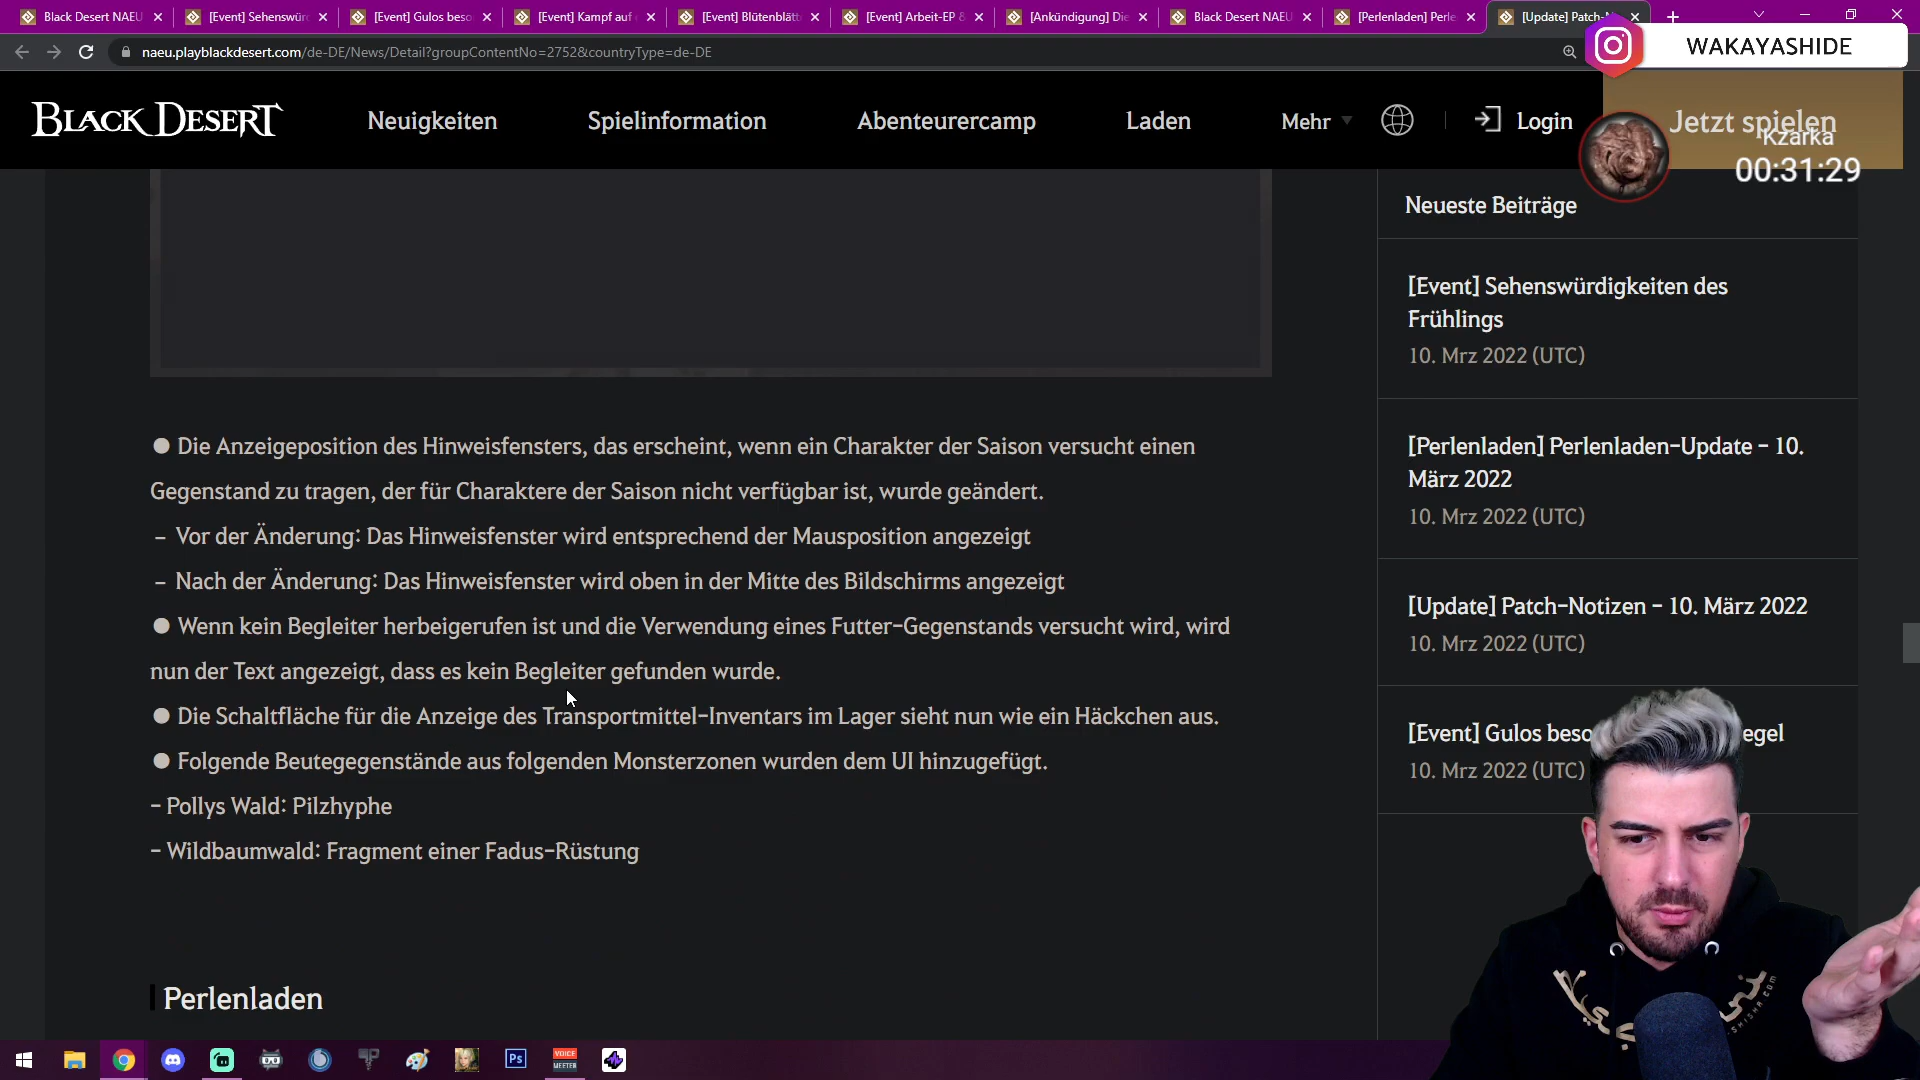 Black Desert NAEU
[Event] Sehenswür
[Event] Gulos beso
[Event] Kampf auf
[Event] Blütenblätt
[Event] Arbeit-EP &
[Ankündigung] Die
Black Desert NAEU
[Perlenladen] Perle
[Update] Patch-N
naeu.playblackdesert.com/de-DE/News/Detail?groupContentNo=2752&countryType=de-DE
WAKAYASHIDE
BLACK DESERT
Neuigkeiten
Spielinformation
Abenteurercamp
Laden
Mehr
Login
Jetzt spielen
Kzarka
00:31:29
● Die Anzeigeposition des Hinweisfensters, das erscheint, wenn ein Charakter der Saison versucht einen
Gegenstand zu tragen, der für Charaktere der Saison nicht verfügbar ist, wurde geändert.
– Vor der Änderung: Das Hinweisfenster wird entsprechend der Mausposition angezeigt
– Nach der Änderung: Das Hinweisfenster wird oben in der Mitte des Bildschirms angezeigt
● Wenn kein Begleiter herbeigerufen ist und die Verwendung eines Futter-Gegenstands versucht wird, wird
nun der Text angezeigt, dass es kein Begleiter gefunden wurde.
● Die Schaltfläche für die Anzeige des Transportmittel-Inventars im Lager sieht nun wie ein Häckchen aus.
● Folgende Beutegegenstände aus folgenden Monsterzonen wurden dem UI hinzugefügt.
- Pollys Wald: Pilzhyphe
- Wildbaumwald: Fragment einer Fadus-Rüstung
Perlenladen
Neueste Beiträge
[Event] Sehenswürdigkeiten des
Frühlings
10. Mrz 2022 (UTC)
[Perlenladen] Perlenladen-Update - 10.
März 2022
10. Mrz 2022 (UTC)
[Update] Patch-Notizen - 10. März 2022
10. Mrz 2022 (UTC)
[Event] Gulos beso egel
10. Mrz 2022 (UTC)
Ps
VOICE
MEETER